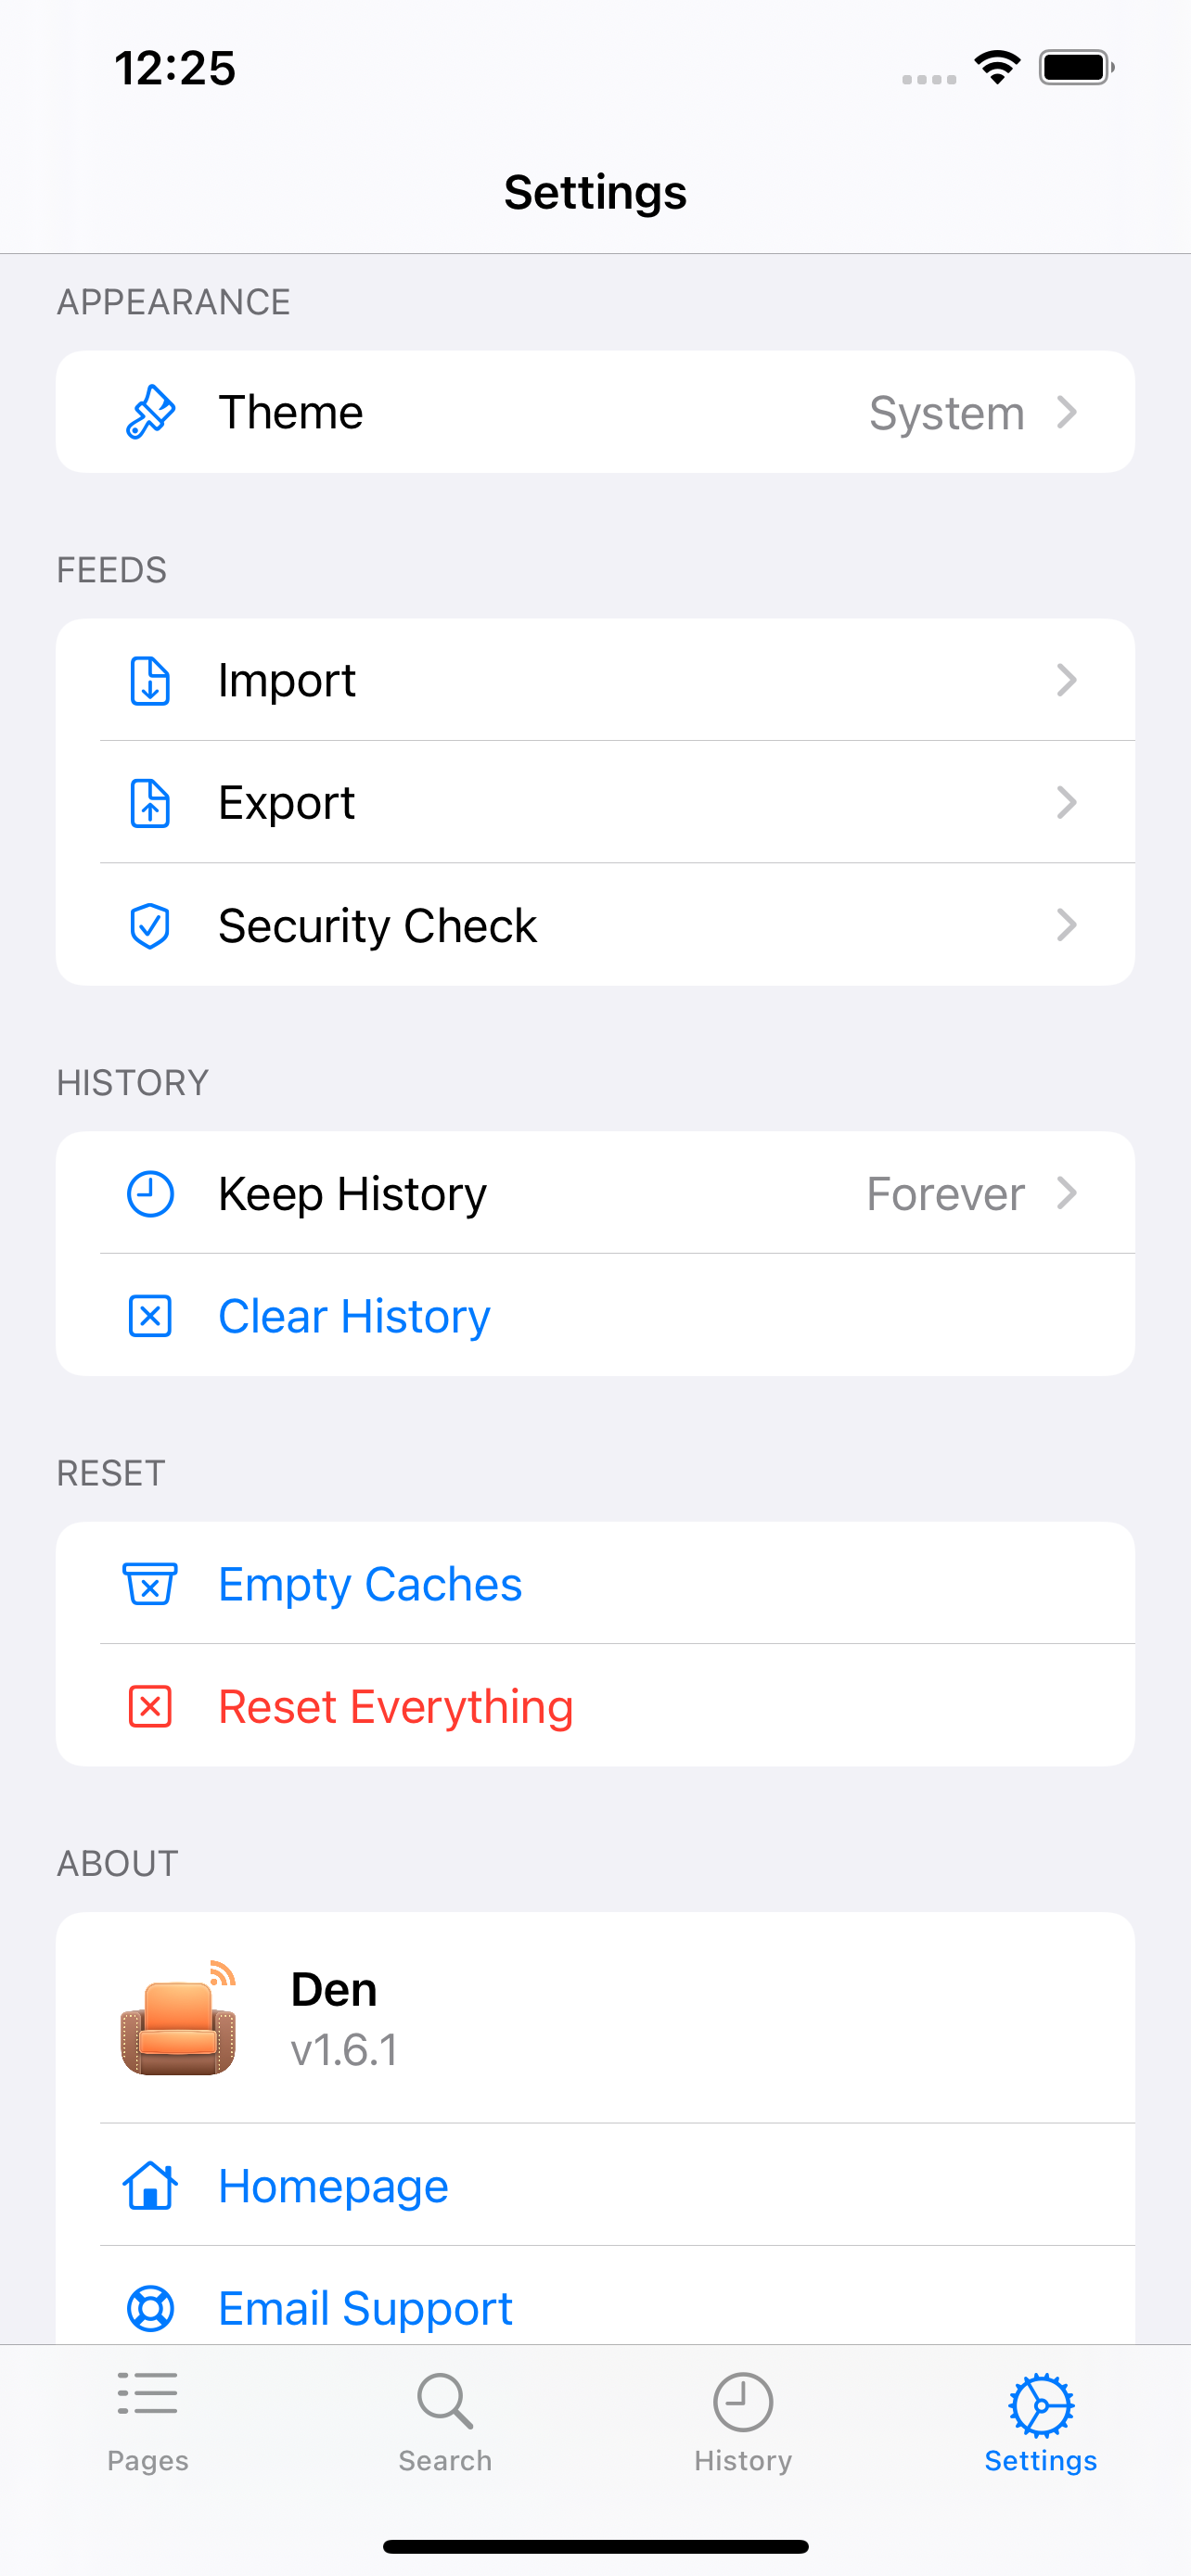 12:25
Settings
APPEARANCE
Theme System
FEEDS
Import
Export
Security Check
HISTORY
Keep History Forever
Clear History
RESET
Empty Caches
Reset Everything
ABOUT
Den
v1.6.1
Homepage
Email Support
Pages Search History Settings